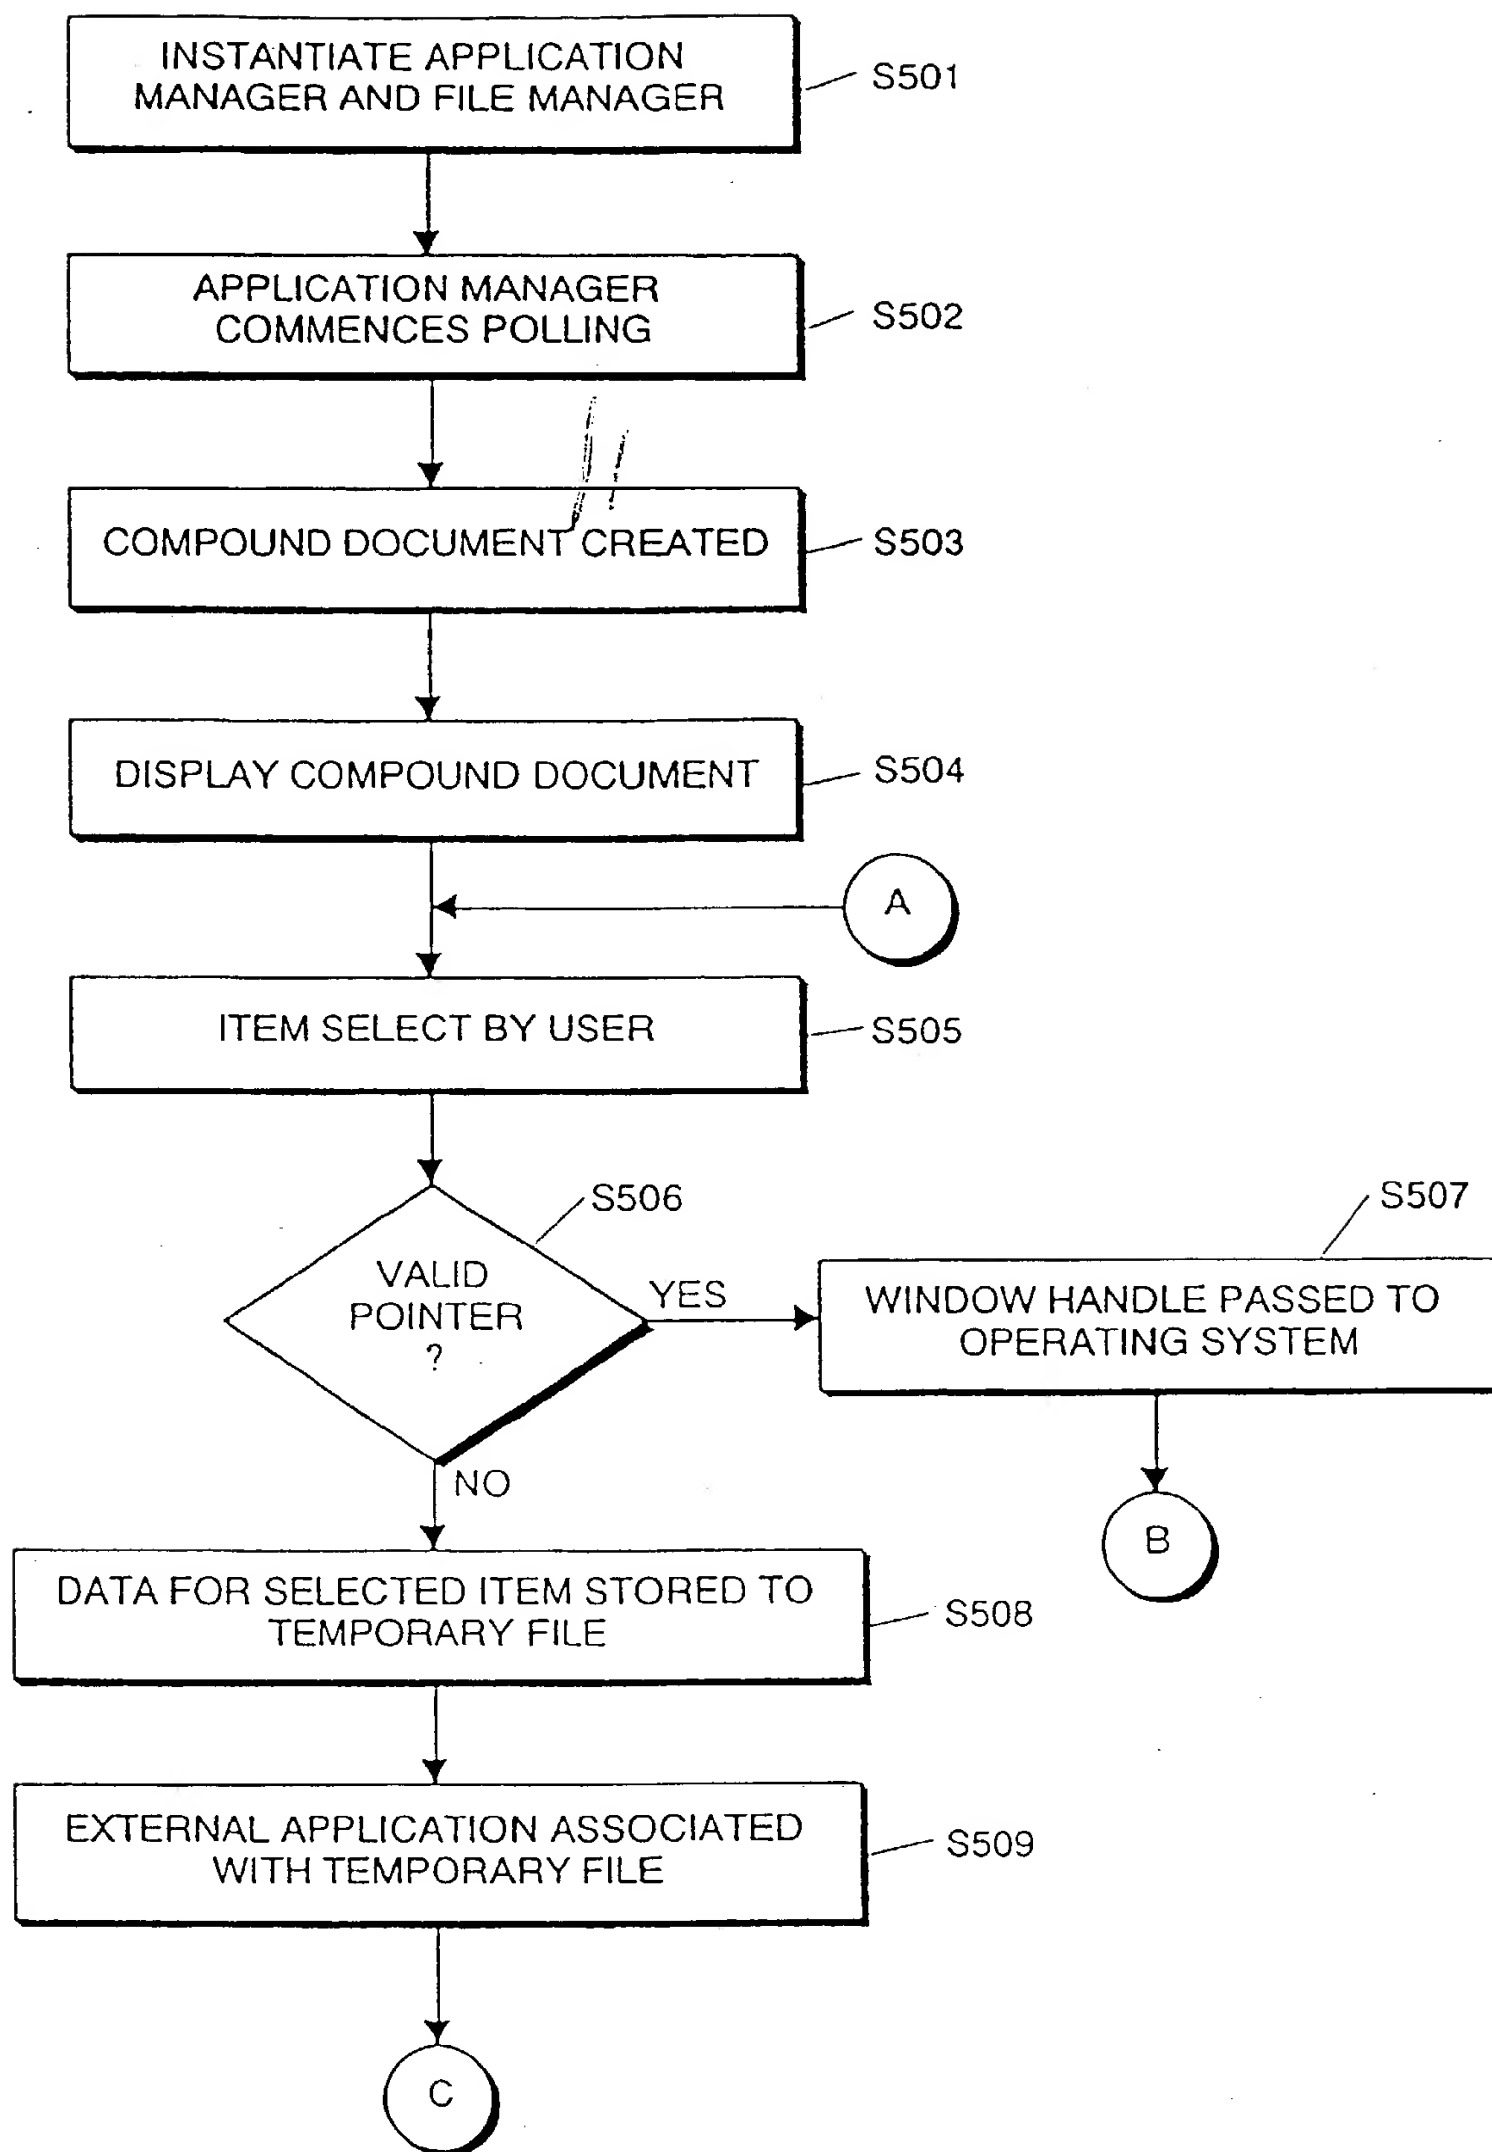 INSTANTIATE APPLICATION
MANAGER AND FILE MANAGER
S501
APPLICATION MANAGER
COMMENCES POLLING
S502
COMPOUND DOCUMENT CREATED
S503
DISPLAY COMPOUND DOCUMENT
S504
A
ITEM SELECT BY USER
S505
S506
VALID
POINTER
?
YES
S507
WINDOW HANDLE PASSED TO
OPERATING SYSTEM
NO
B
DATA FOR SELECTED ITEM STORED TO
TEMPORARY FILE
S508
EXTERNAL APPLICATION ASSOCIATED
WITH TEMPORARY FILE
S509
C